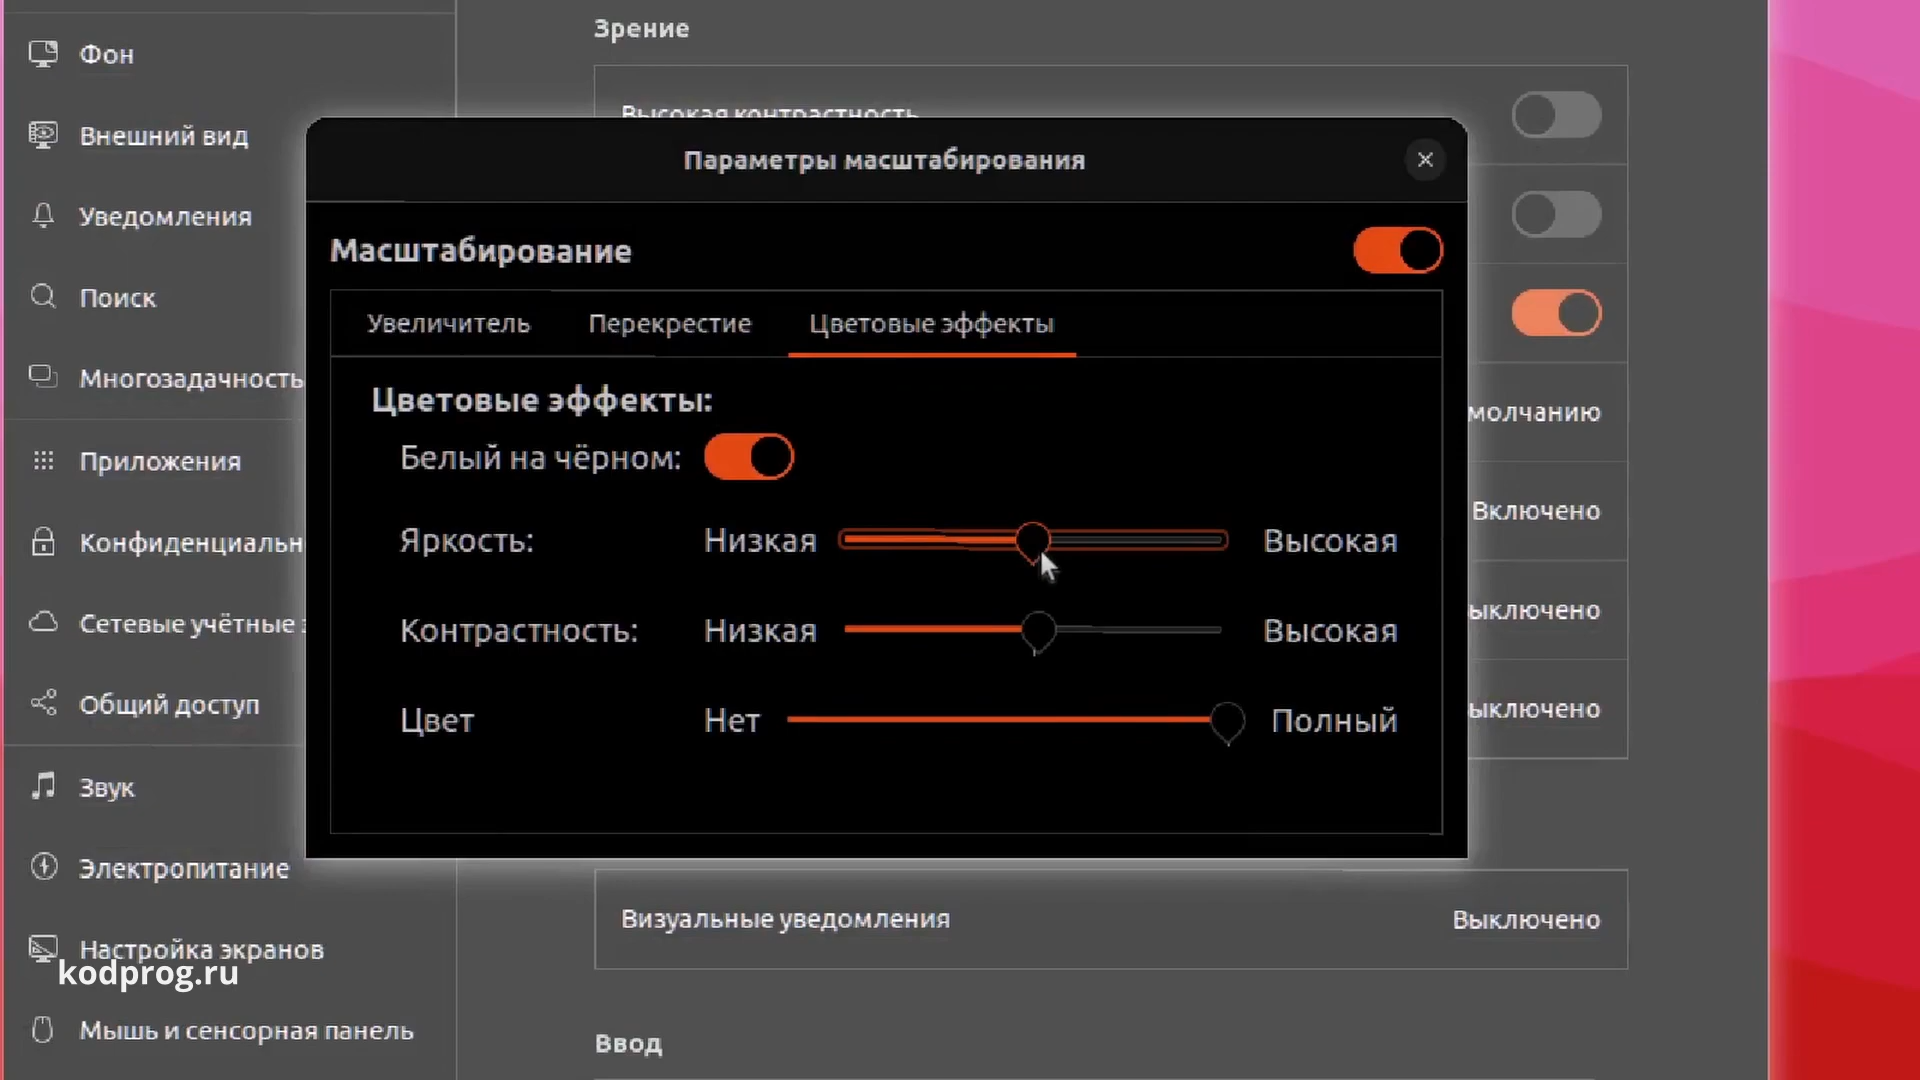 Фон
Внешний вид
Уведомления
Поиск
Многозадачность
Приложения
Конфиденциальн
Сетевые учётные
Общий доступ
Звук
Электропитание
Настройка экранов
kodprog.ru
Мышь и сенсорная панель
Зрение
Высокая контрастность
Параметры масштабирования
Масштабирование
Увеличитель Перекрестие Цветовые эффекты
Цветовые эффекты:
Белый на чёрном:
Яркость: Низкая Высокая
Контрастность: Низкая Высокая
Цвет Нет Полный
молчанию
Включено
ыключено
ыключено
Визуальные уведомления Выключено
Ввод